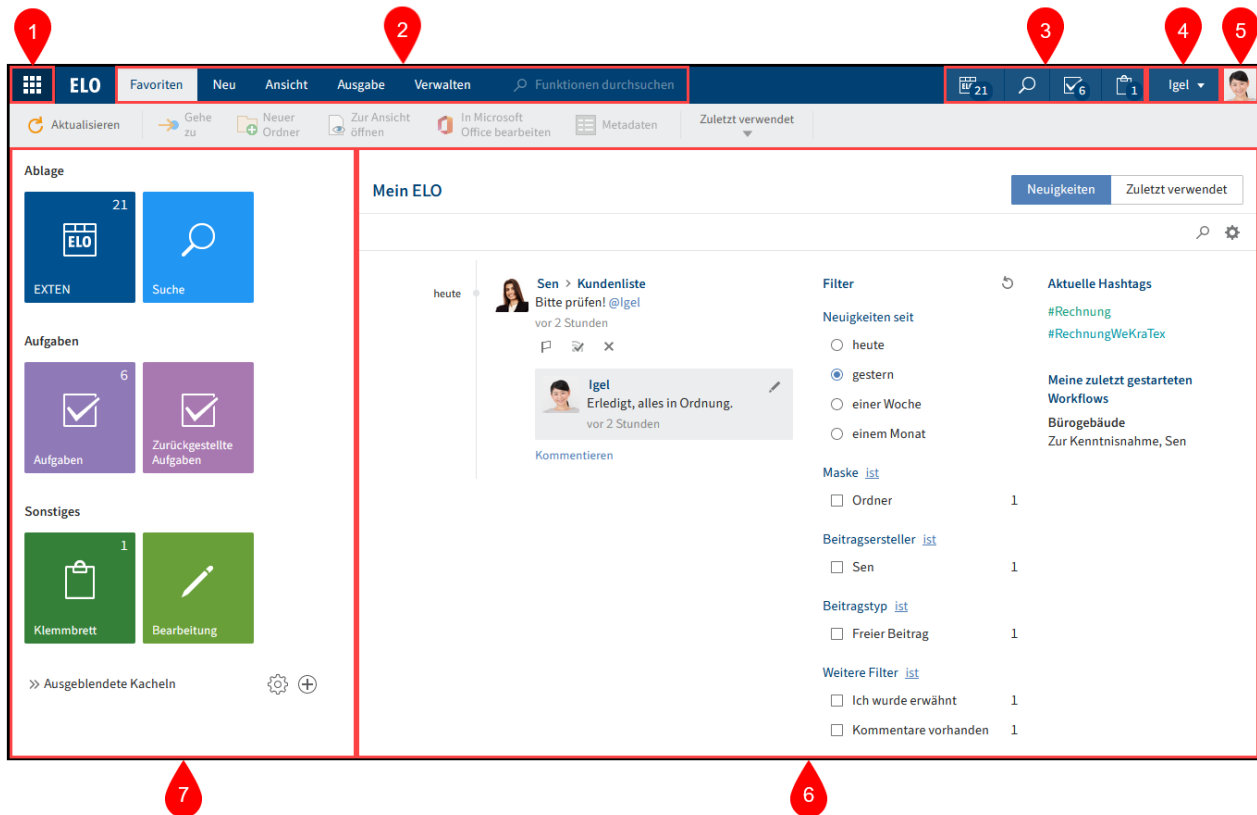 1
2
3
4
5
ELO Favoriten Neu Ansicht Ausgabe Verwalten Funktionen durchsuchen 21 6 1 Igel
Aktualisieren
Gehe zu
Neuer Ordner
Zur Ansicht öffnen
In Microsoft Office bearbeiten
Metadaten
Zuletzt verwendet
Ablage
21
ELO
EXTEN
Suche
Aufgaben
6
Aufgaben
Zurückgestellte
Aufgaben
Sonstiges
1
Klemmbrett
Bearbeitung
Ausgeblendete Kacheln
Mein ELO
Neuigkeiten
Zuletzt verwendet
heute
Sen > Kundenliste
Bitte prüfen! @Igel
vor 2 Stunden
Igel
Erledigt, alles in Ordnung.
vor 2 Stunden
Kommentieren
Filter
Neuigkeiten seit
heute
gestern
einer Woche
einem Monat
Maske ist
Ordner 1
Beitragsersteller ist
Sen 1
Beitragstyp ist
Freier Beitrag 1
Weitere Filter ist
Ich wurde erwähnt 1
Kommentare vorhanden 1
Aktuelle Hashtags
#Rechnung
#RechnungWeKraTex
Meine zuletzt gestarteten
Workflows
Bürogebäude
Zur Kenntnisnahme, Sen
7
6